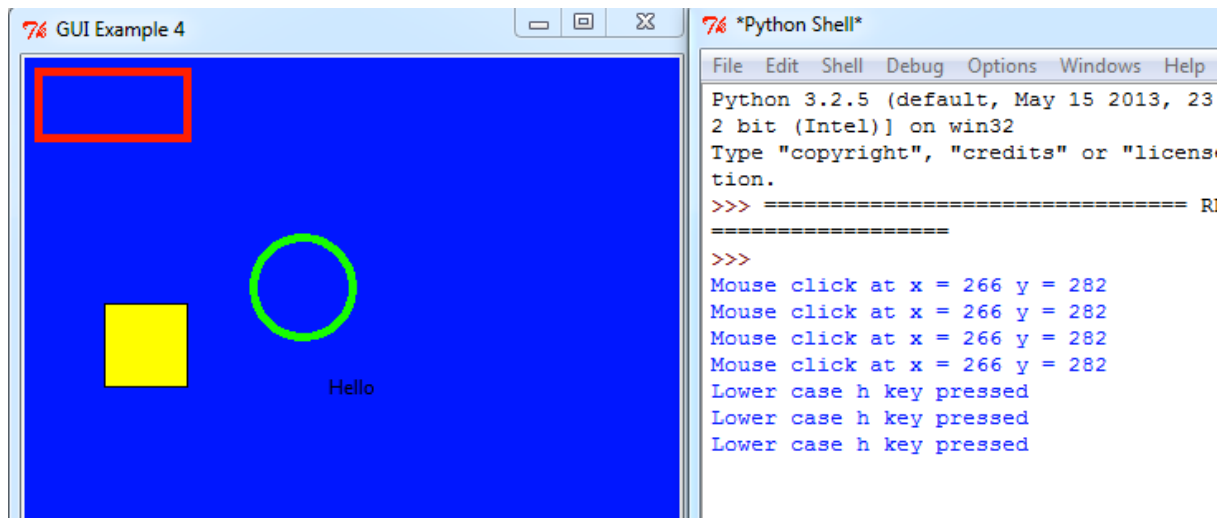 GUI Example 4
Hello
*Python Shell*
File Edit Shell Debug Options Windows Help
Python 3.2.5 (default, May 15 2013, 23
2 bit (Intel)] on win32
Type "copyright", "credits" or "license
tion.
>>> ================================ R
==================
>>>
Mouse click at x = 266 y = 282
Mouse click at x = 266 y = 282
Mouse click at x = 266 y = 282
Mouse click at x = 266 y = 282
Lower case h key pressed
Lower case h key pressed
Lower case h key pressed